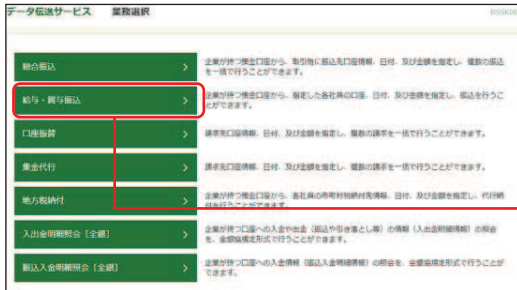 データ伝送サービス 業務選択
総合振込
企業が持つ預金口座から、取引毎に振込先口座情報、日付、及び金額を指定し、複数の振込
を一括で行うことができます。
給与・賞与振込
企業が持つ預金口座から、指定した各社員の口座、日付、及び金額を指定し、振込を行うこ
とができます。
口座振替
請求先口座情報、日付、及び金額を指定し、複数の請求を一括で行うことができます。
集金代行
請求先口座情報、日付、及び金額を指定し、複数の請求を一括で行うことができます。
地方税納付
企業が持つ預金口座から、各社員の市町村税納付先情報、日付、及び金額を指定し、代行納
付を行うことができます。
入出金明細照会［全銀］
企業が持つ口座への入金や出金（振込や引き落とし等）の情報（入出金明細情報）の照会
を、全銀協規定形式で行うことができます。
振込入金明細照会［全銀］
企業が持つ口座への入金情報（振込入金明細情報）の照会を、全銀協規定形式で行うことが
できます。